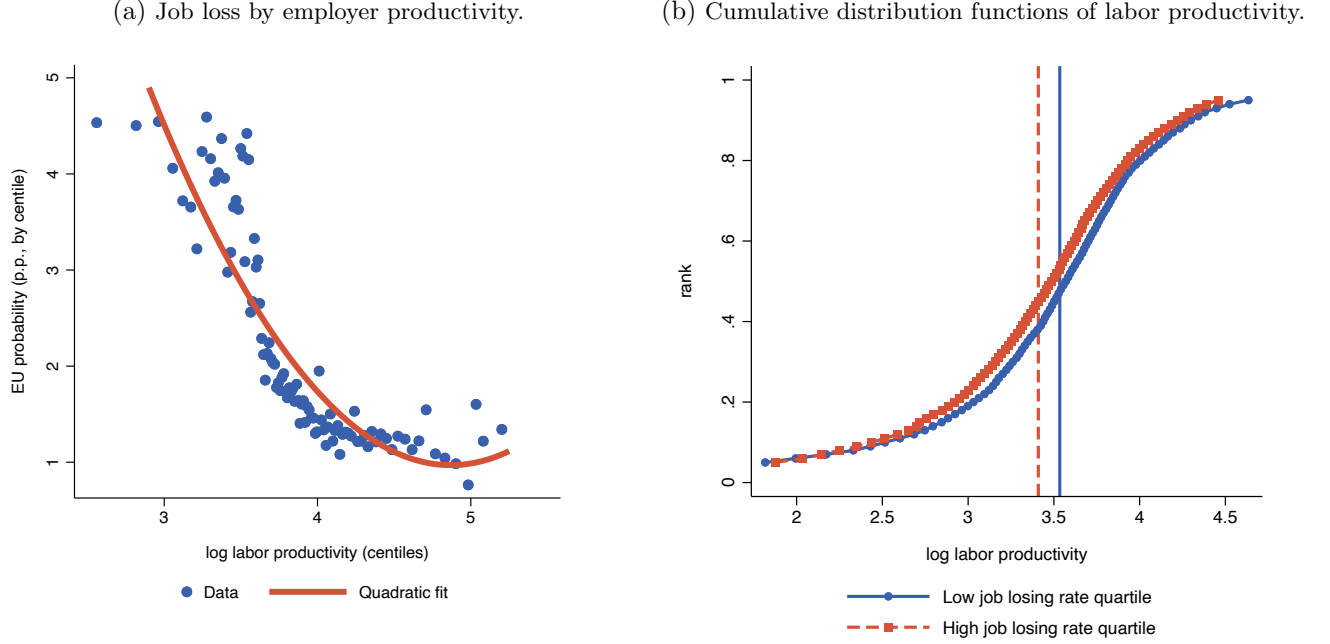 (a) Job loss by employer productivity.
5
4
3
2
1
EU probability (p.p., by centile)
3 4 5
log labor productivity (centiles)
Data Quadratic fit
(b) Cumulative distribution functions of labor productivity.
1
.8
.6
.4
.2
0
rank
2 2.5 3 3.5 4 4.5
log labor productivity
Low job losing rate quartile
High job losing rate quartile